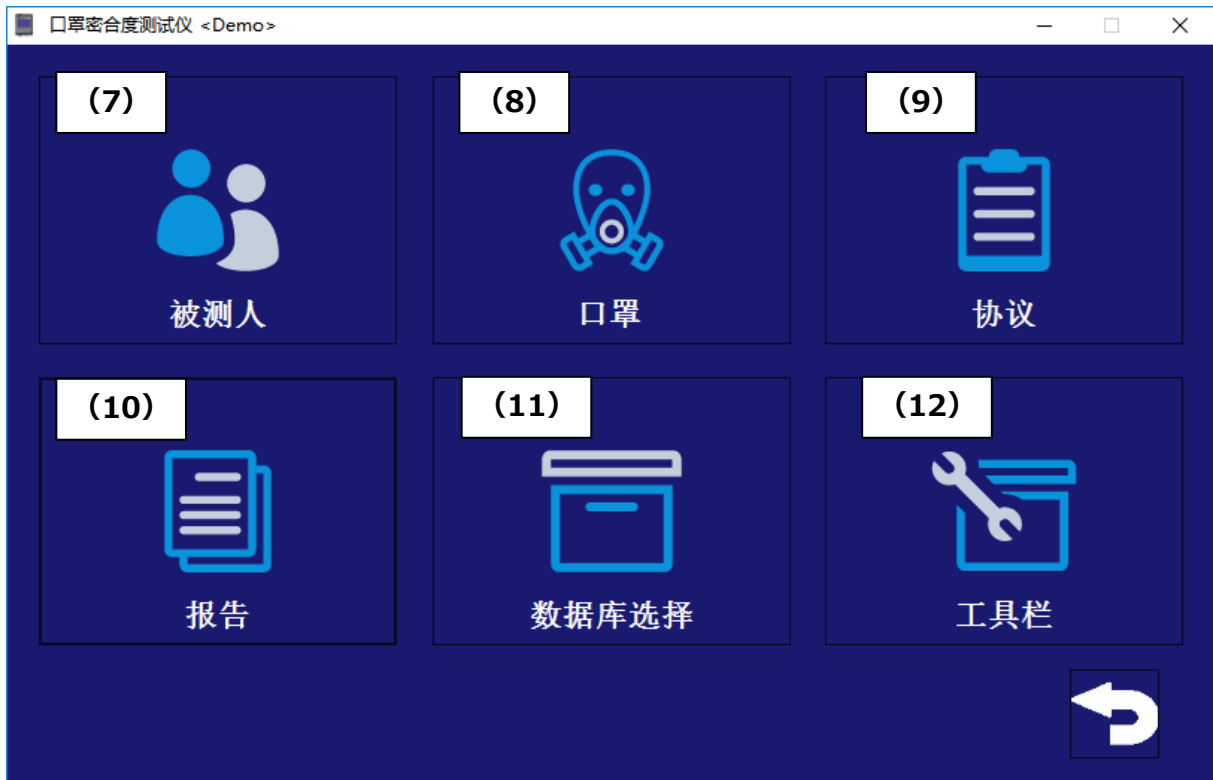 口罩密合度测试仪 <Demo>
（7）
（8）
（9）
被测人
口罩
协议
（10）
（11）
（12）
报告
数据库选择
工具栏